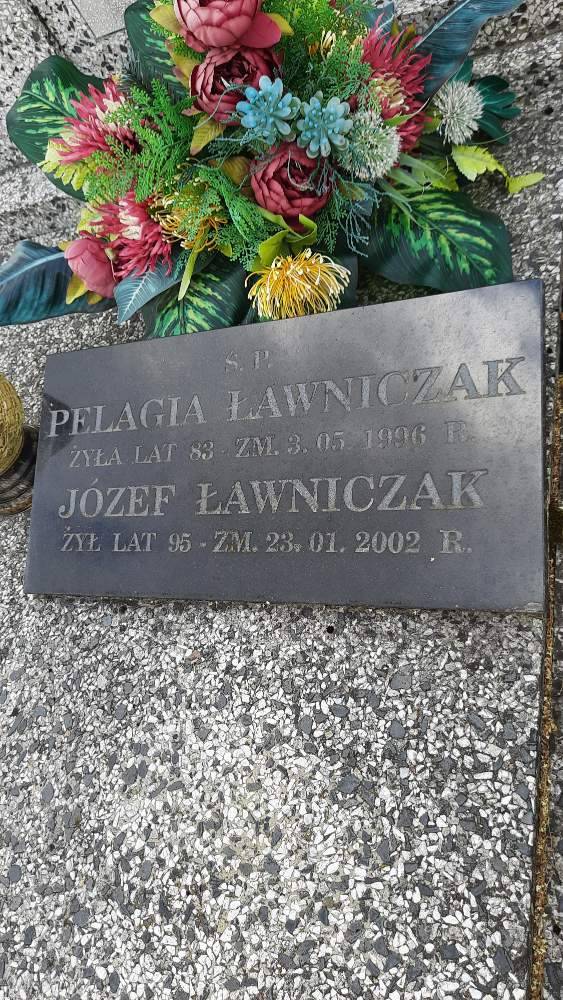 Ś. P.
PELAGIA ŁAWNICZAK
ŻYŁA LAT 83 - ZM. 3. 05. 1996 R.
JÓZEF ŁAWNICZAK
ŻYŁ LAT 95 - ZM. 23. 01. 2002 R.